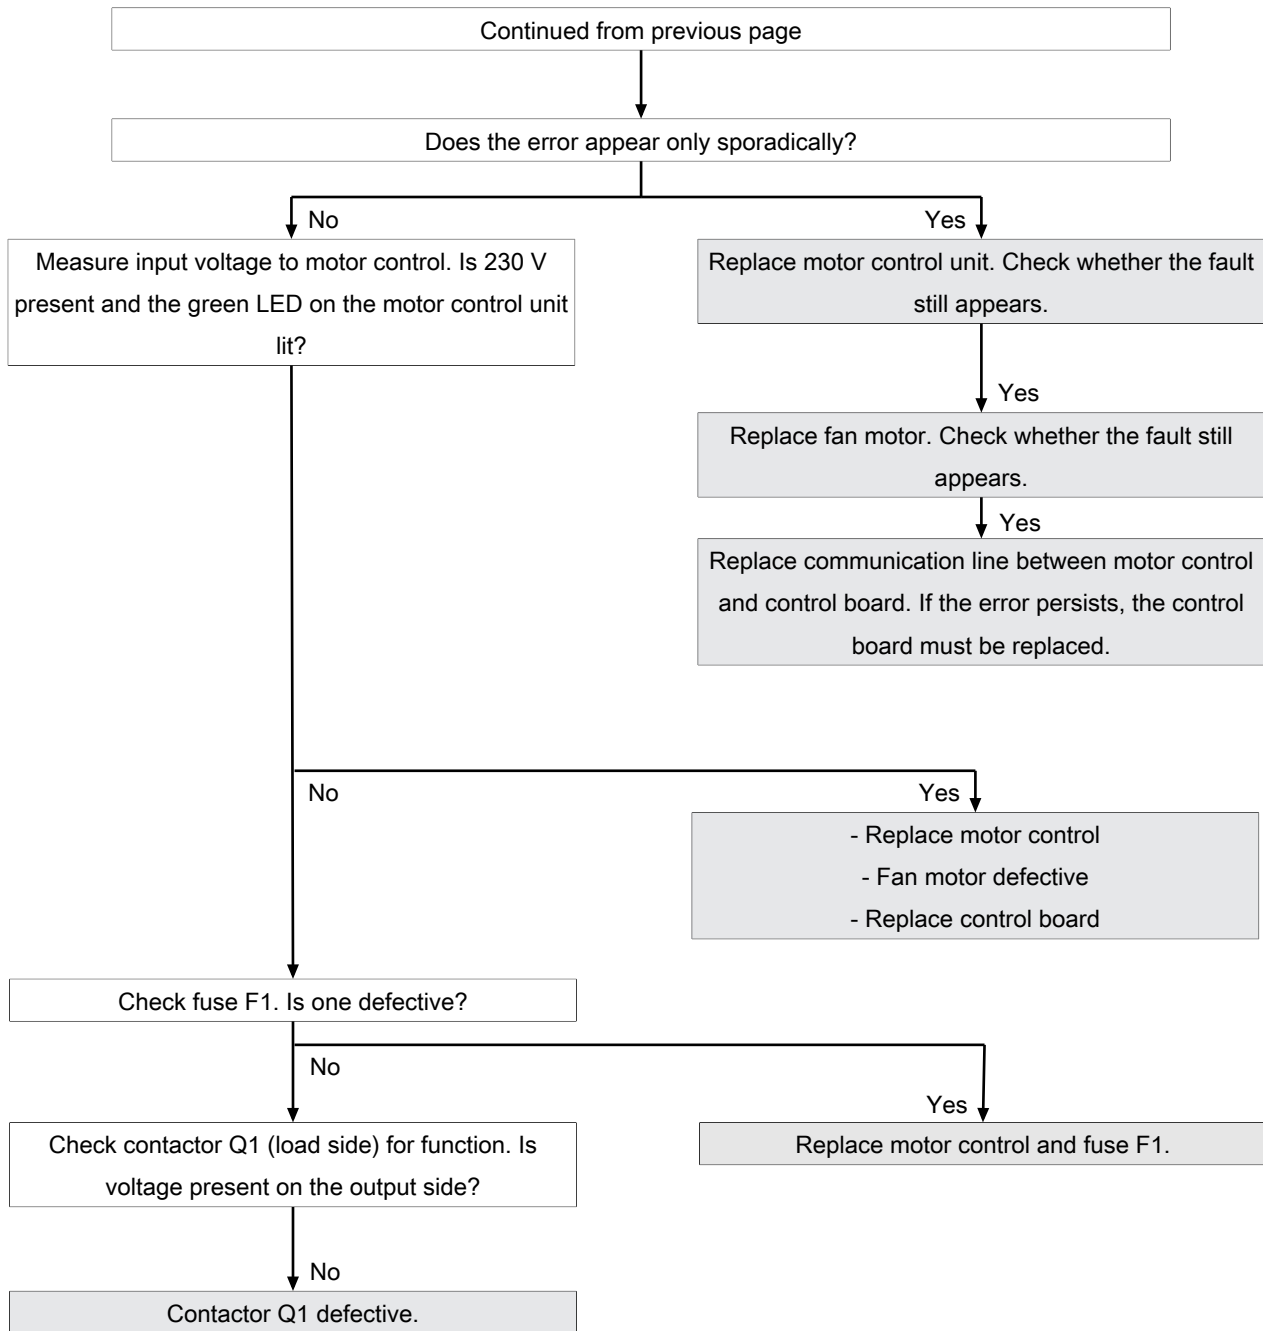 Continued from previous page
Does the error appear only sporadically?
No
Yes
Measure input voltage to motor control. Is 230 V
present and the green LED on the motor control unit
lit?
Replace motor control unit. Check whether the fault
still appears.
Yes
Replace fan motor. Check whether the fault still
appears.
Yes
Replace communication line between motor control
and control board. If the error persists, the control
board must be replaced.
No
Yes
- Replace motor control
- Fan motor defective
- Replace control board
Check fuse F1. Is one defective?
No
Yes
Check contactor Q1 (load side) for function. Is
voltage present on the output side?
Replace motor control and fuse F1.
No
Contactor Q1 defective.